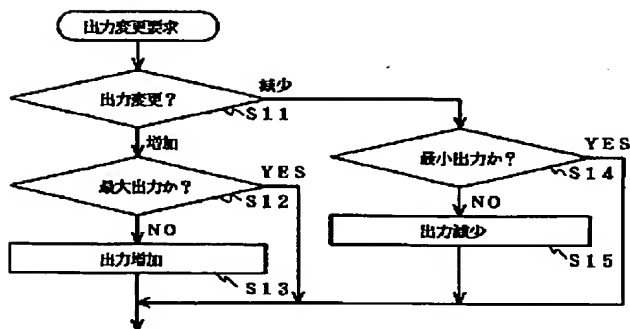 出力変更要求
減少
出力変更?
S11
増加
YES
最小出力か?
S14
YES
最大出力か?
S12
NO
出力減少
S15
NO
出力増加
S13